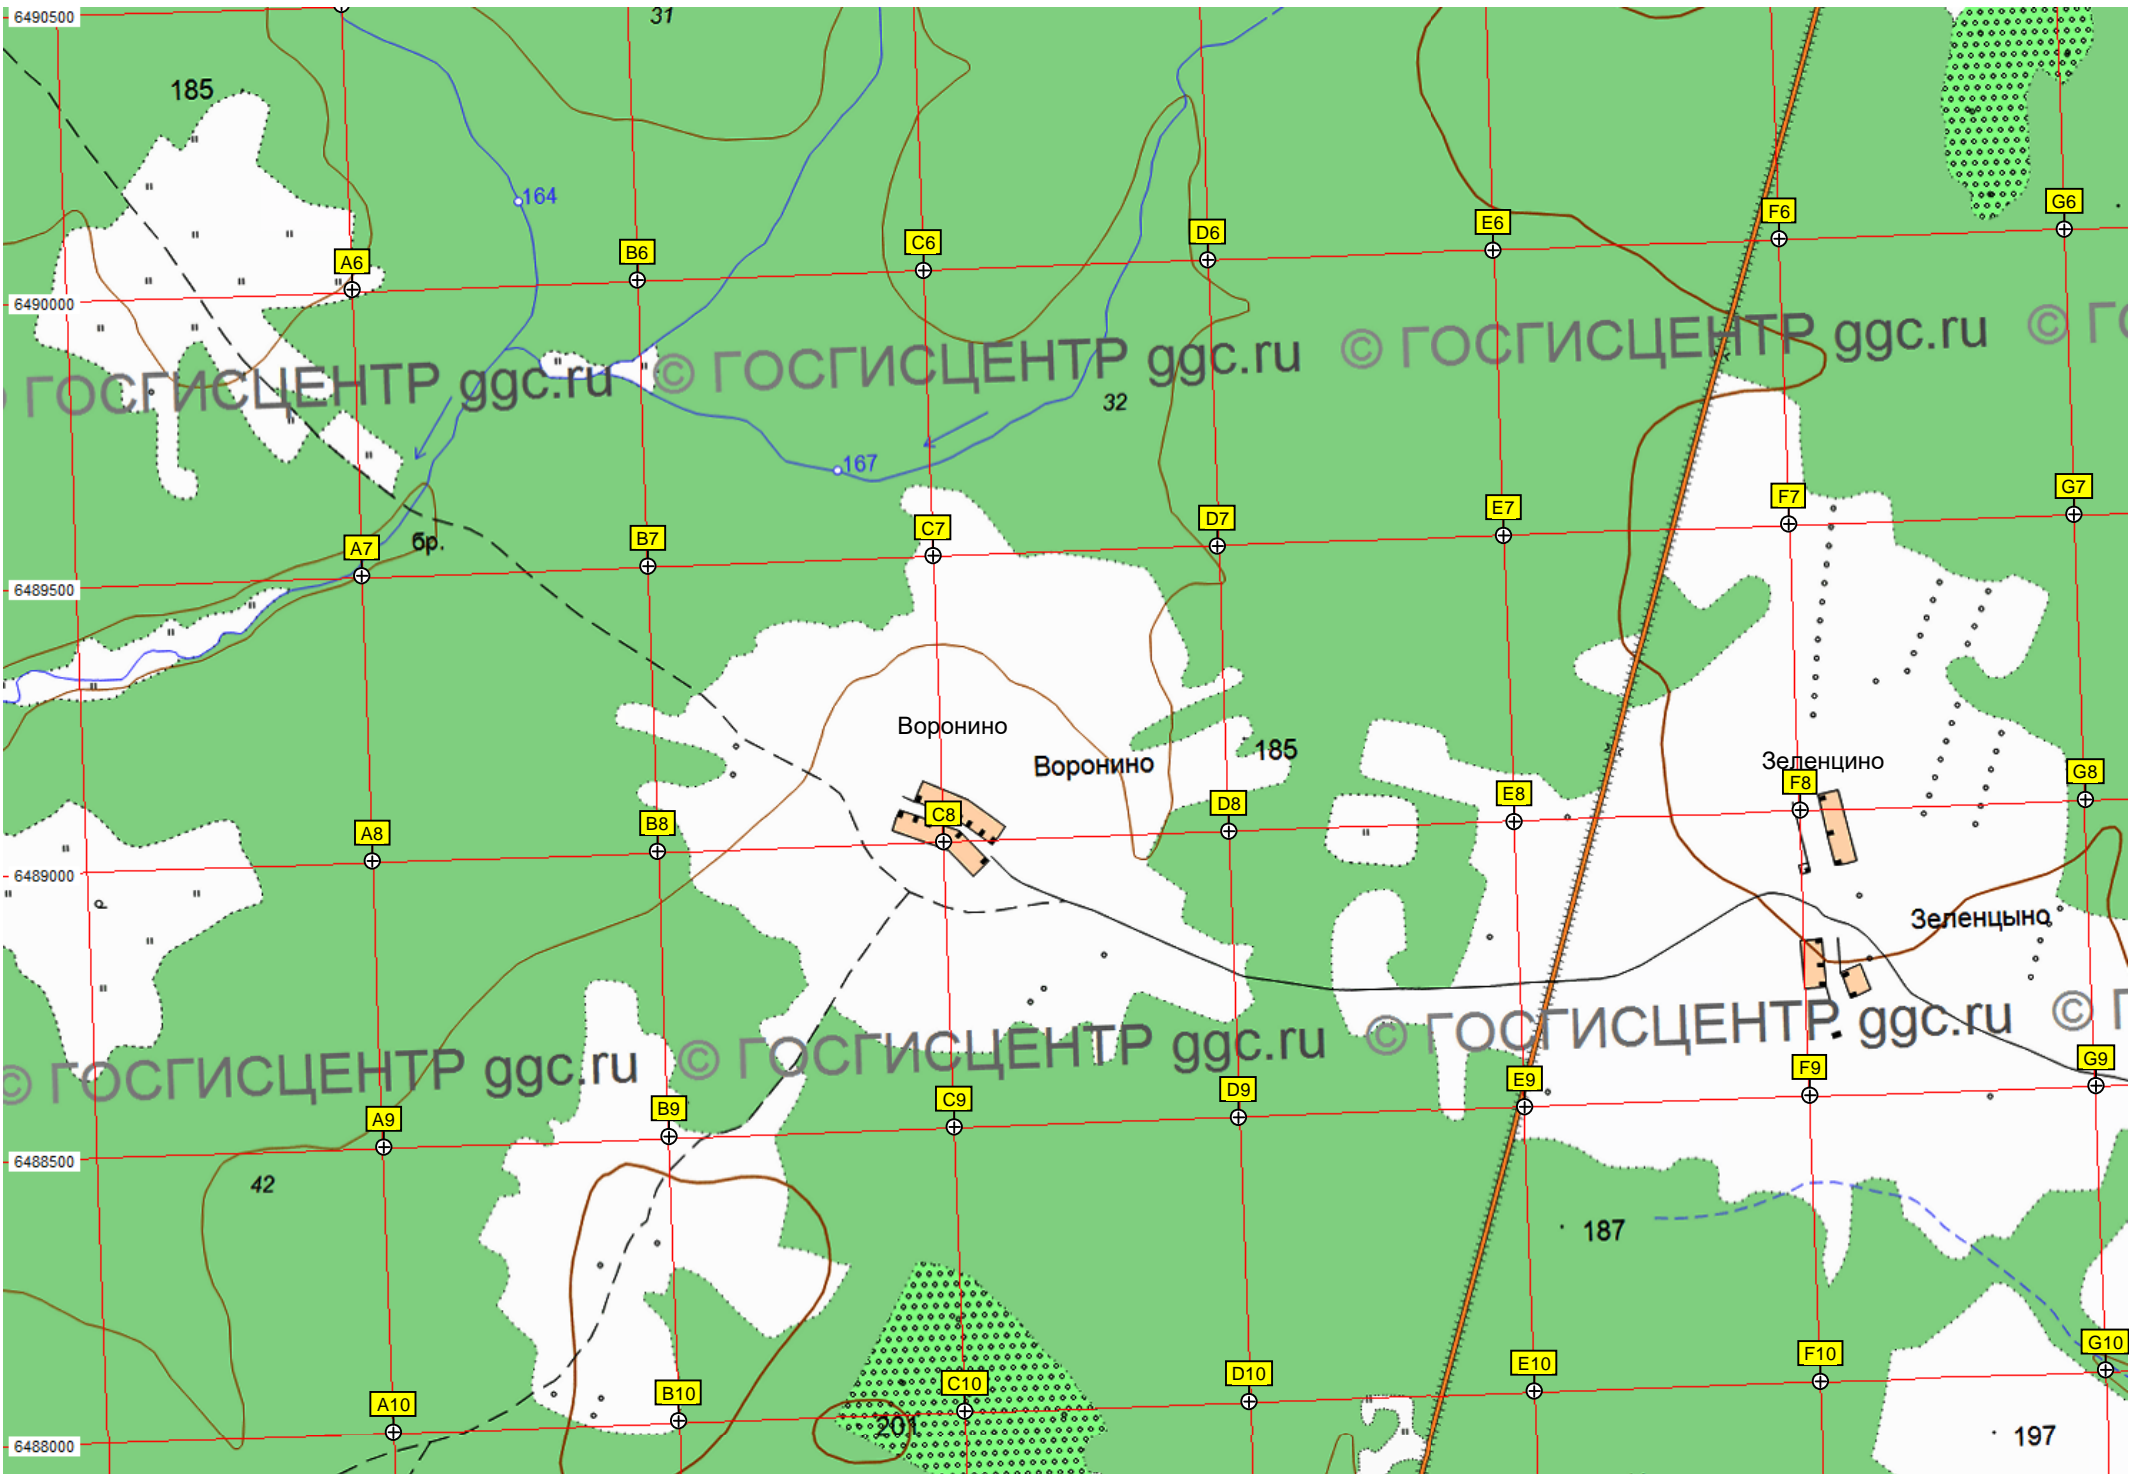 6490500
31
185
164
F6
G6
E6
D6
C6
B6
A6
6490000
© ГОСГИСЦЕНТР ggc.ru
© ГОСГИСЦЕНТР ggc.ru
ГОСГИСЦЕНТР ggc.ru
© ГО
32
167
G7
F7
E7
D7
C7
B7
A7
бр.
6489500
Воронино
Воронино
185
Зеленцино
G8
F8
E8
D8
C8
B8
A8
6489000
Зеленцыно
© ГОСГИСЦЕНТР ggc.ru
© ГОСГИСЦЕНТР ggc.ru
© ГОСГИСЦЕНТР ggc.ru
© Г
G9
F9
E9
D9
C9
B9
A9
6488500
42
187
G10
F10
E10
D10
C10
B10
A10
201
197
6488000